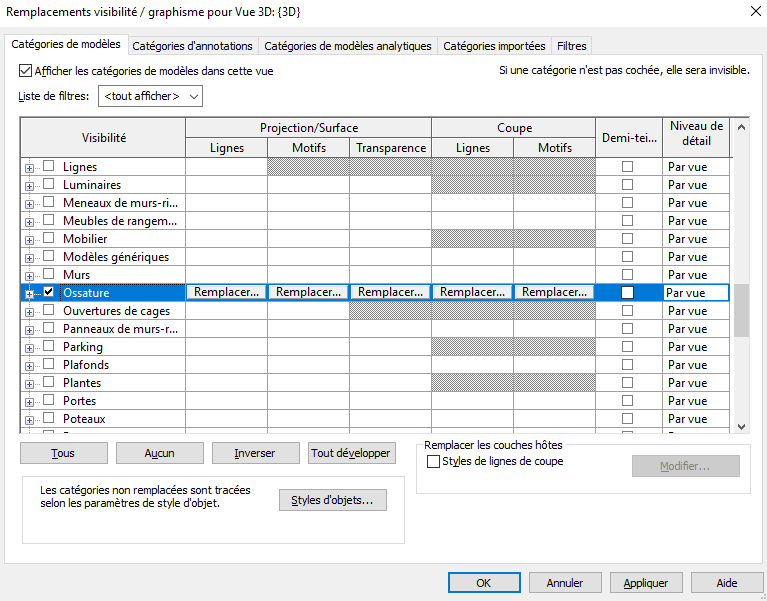 Remplacements visibilité / graphisme pour Vue 3D: {3D}
Catégories de modèles Catégories d'annotations Catégories de modèles analytiques Catégories importées Filtres
Afficher les catégories de modèles dans cette vue Si une catégorie n'est pas cochée, elle sera invisible.
Liste de filtres: <tout afficher>
Visibilité Projection/Surface Coupe Demi-tei... Niveau de détail
Lignes Motifs Transparence Lignes Motifs
Lignes Par vue
Luminaires Par vue
Meneaux de murs-ri... Par vue
Meubles de rangem... Par vue
Mobilier Par vue
Modèles génériques Par vue
Murs Par vue
Ossature Remplacer... Remplacer... Remplacer... Remplacer... Remplacer... Par vue
Ouvertures de cages Par vue
Panneaux de murs-r... Par vue
Parking Par vue
Plafonds Par vue
Plantes Par vue
Portes Par vue
Poteaux Par vue
Tous Aucun Inverser Tout développer
Remplacer les couches hôtes
Styles de lignes de coupe Modifier...
Les catégories non remplacées sont tracées
selon les paramètres de style d'objet.
Styles d'objets...
OK Annuler Appliquer Aide